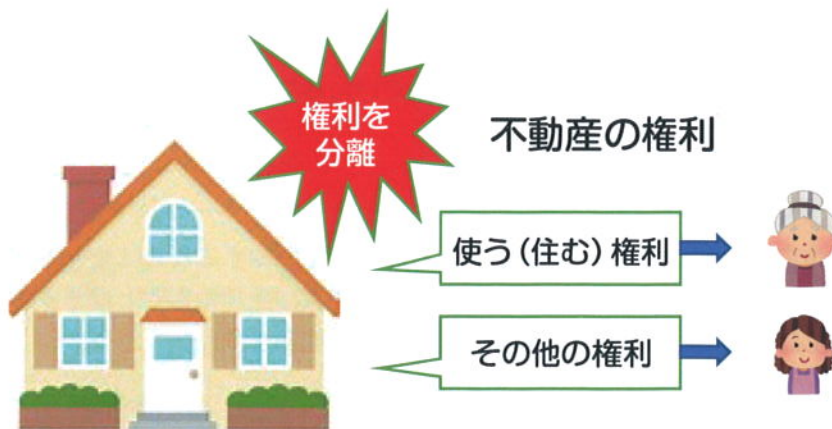 権利を
分離
不動産の権利
使う（住む）権利
その他の権利